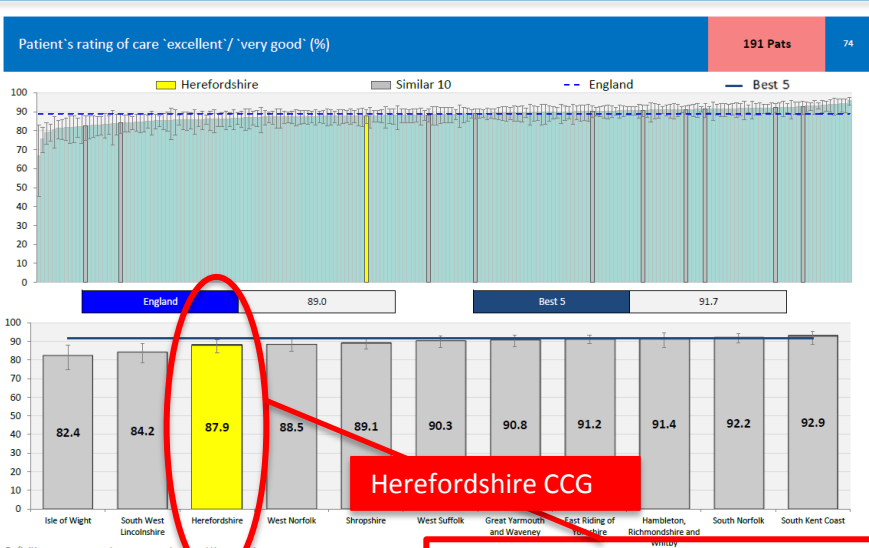 Patient`s rating of care `excellent`/ `very good` (%)
191 Pats
74
Herefordshire
Similar 10
England
Best 5
100
90
80
70
60
50
40
30
20
10
0
England
89.0
Best 5
91.7
100
90
80
70
60
50
40
30
20
10
0
82.4
84.2
87.9
88.5
89.1
90.3
90.8
91.2
91.4
92.2
92.9
Herefordshire CCG
Isle of Wight
South West
Lincolnshire
Herefordshire
West Norfolk
Shropshire
West Suffolk
Great Yarmouth
and Waveney
East Riding of
Yorkshire
Hambleton,
Richmondshire and
Whitby
South Norfolk
South Kent Coast